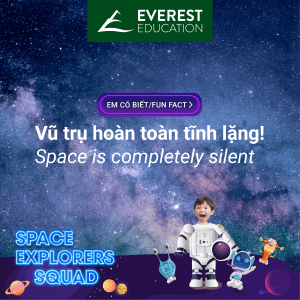 EVEREST
EDUCATION
EM CÓ BIẾT/FUN FACT >
Vũ trụ hoàn toàn tĩnh lặng!
Space is completely silent
SPACE
EXPLORERS
SQUAD